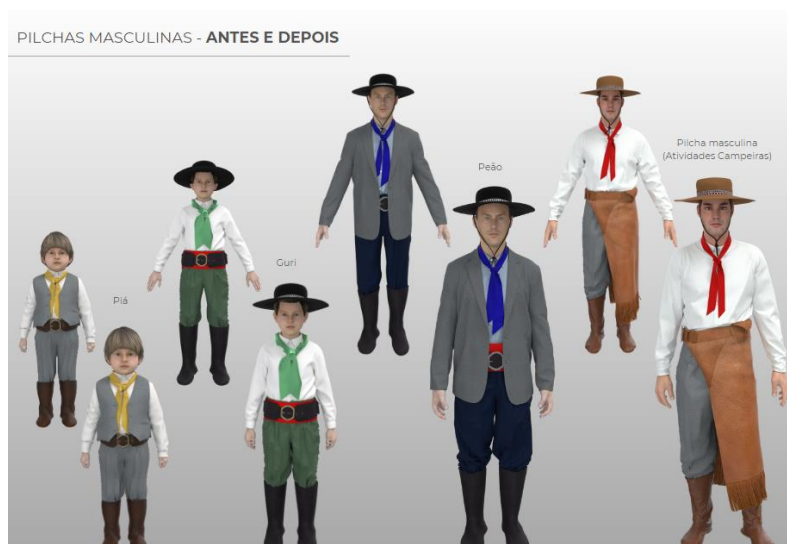 PILCHAS MASCULINAS - ANTES E DEPOIS
Piá
Guri
Peão
Pilcha masculina
(Atividades Campeiras)